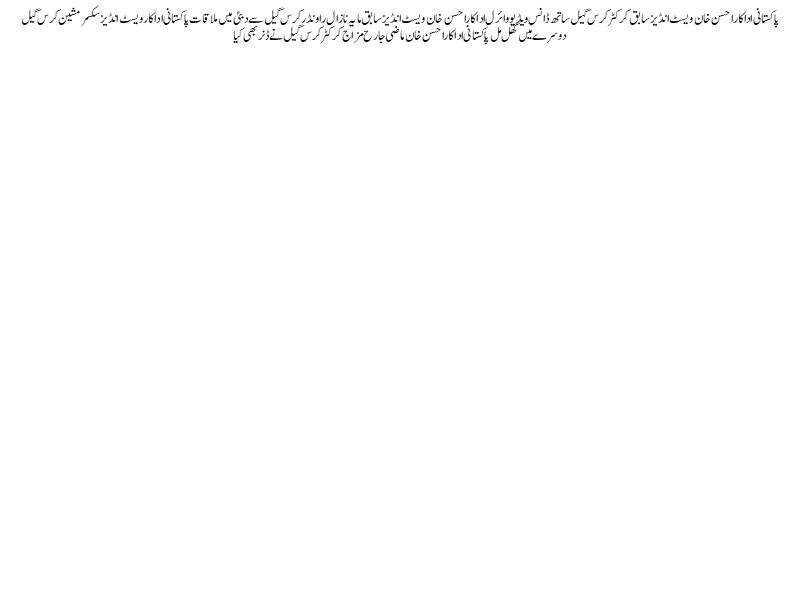 پاکستانی اداکار احسن خان ویسٹ انڈیز سابق کرکٹر کرس گیل ساتھ ڈانس ویڈیو وائرل اداکار احسن خان ویسٹ انڈیز سابق مایہ ناز آل راونڈر کرس گیل سے دبئی میں ملاقات پاکستانی اداکار ویسٹ انڈیز سکسر مشین کرس گیل
دوسرے میں گھل مل پاکستانی اداکار احسن خان ماضی جارح مزاج کرکٹر کرس گیل نے ڈنر بھی کیا